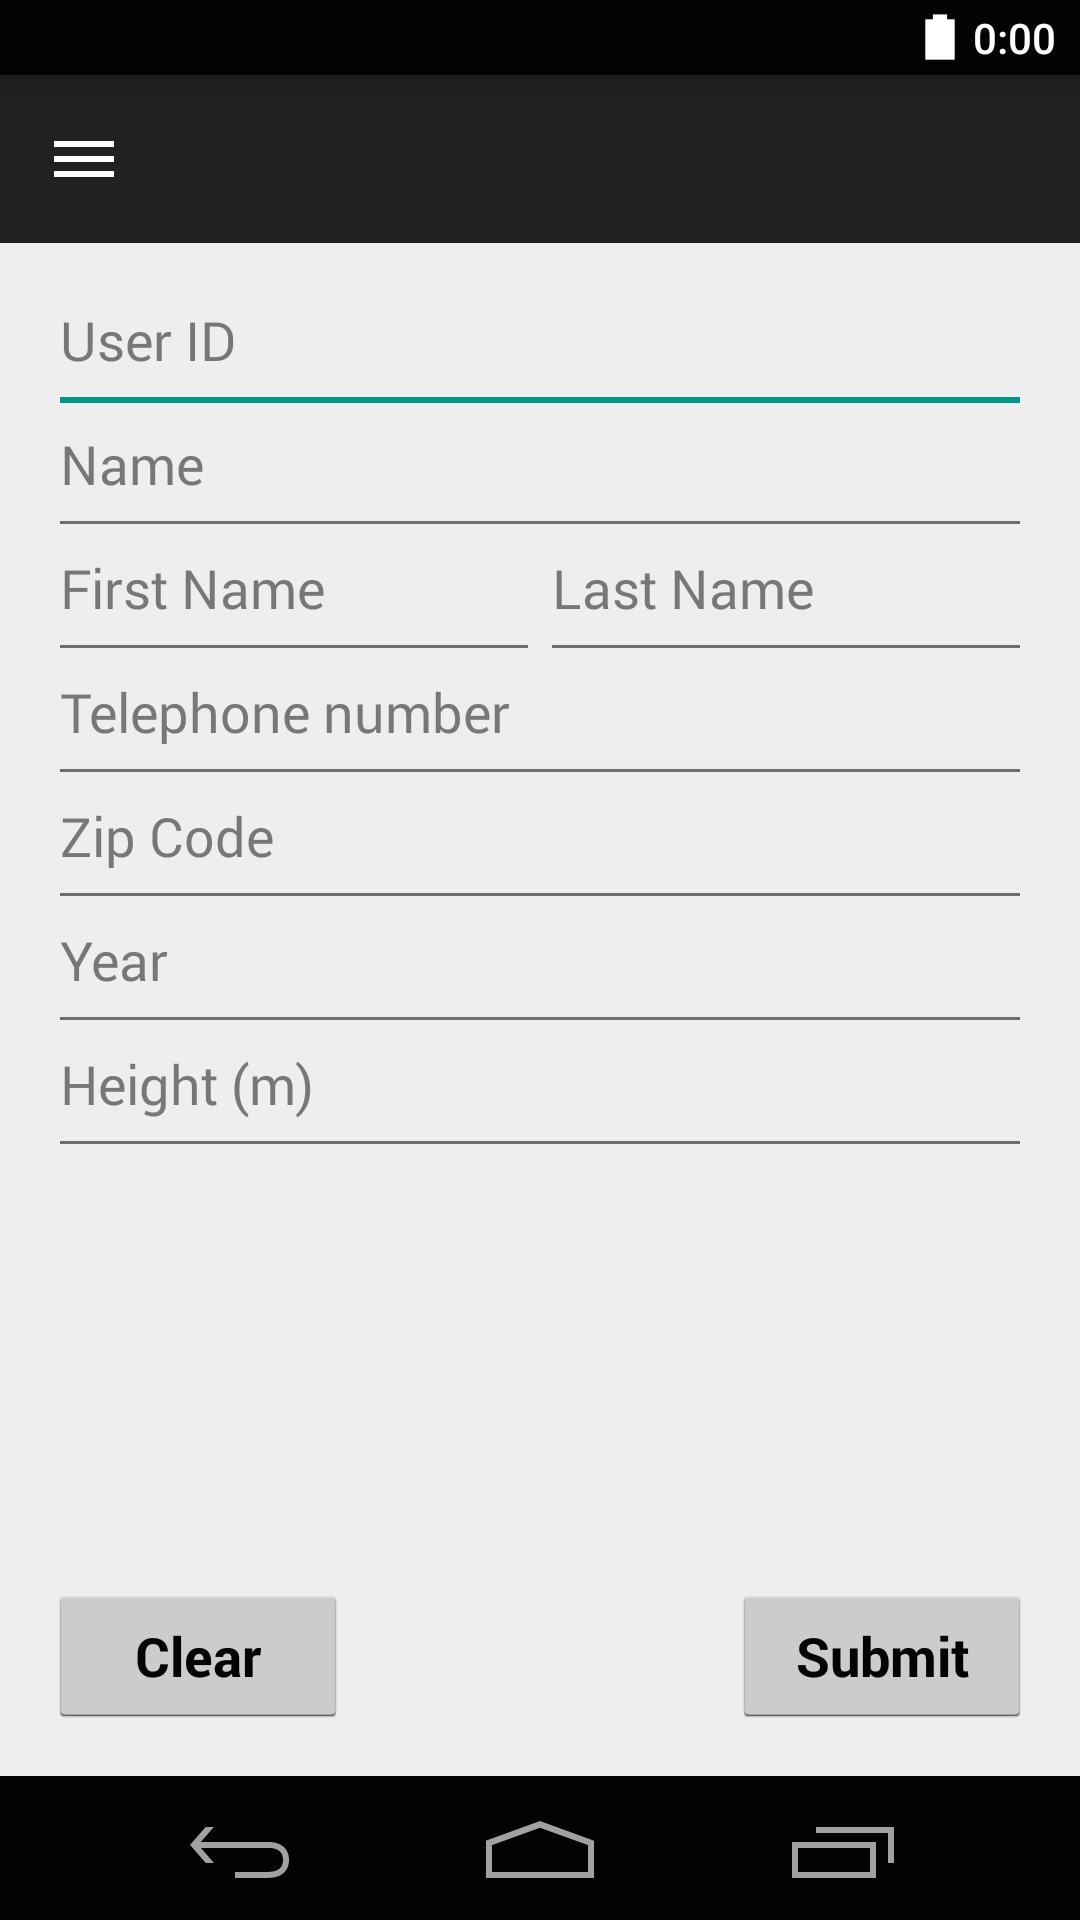 0:00
User ID
Name
First Name Last Name
Telephone number
Zip Code
Year
Height (m)
Clear Submit